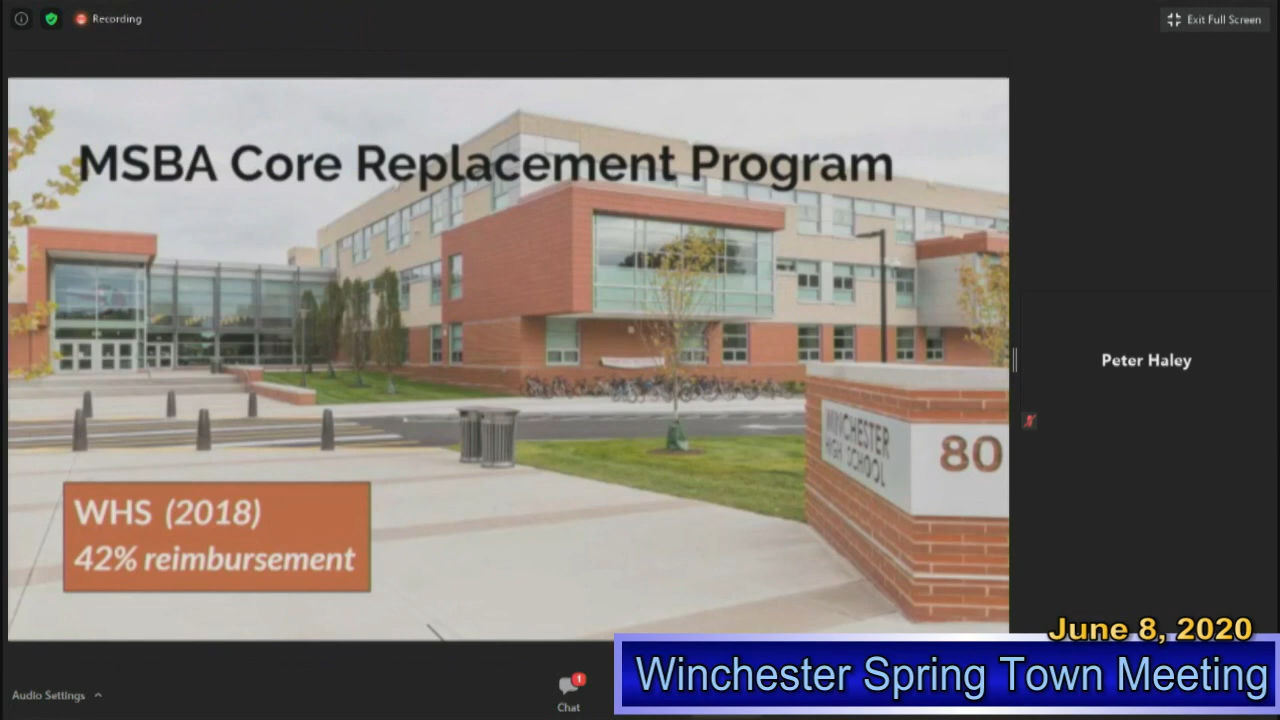 Recording
Exit Full Screen
MSBA Core Replacement Program
Peter Haley
WINCHESTER
HIGH SCHOOL
80
WHS (2018)
42% reimbursement
June 8, 2020
Winchester Spring Town Meeting
Audio Settings
1
Chat